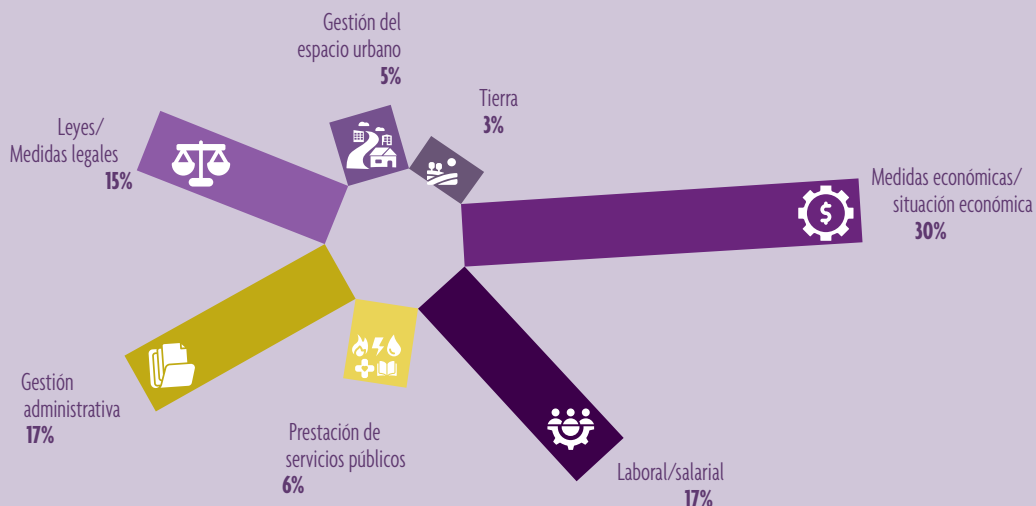 Gestión del
espacio urbano
5%
Tierra
3%
Leyes/
Medidas legales
15%
Medidas económicas/
situación económica
30%
$
Gestión
administrativa
17%
Prestación de
servicios públicos
6%
Laboral/salarial
17%